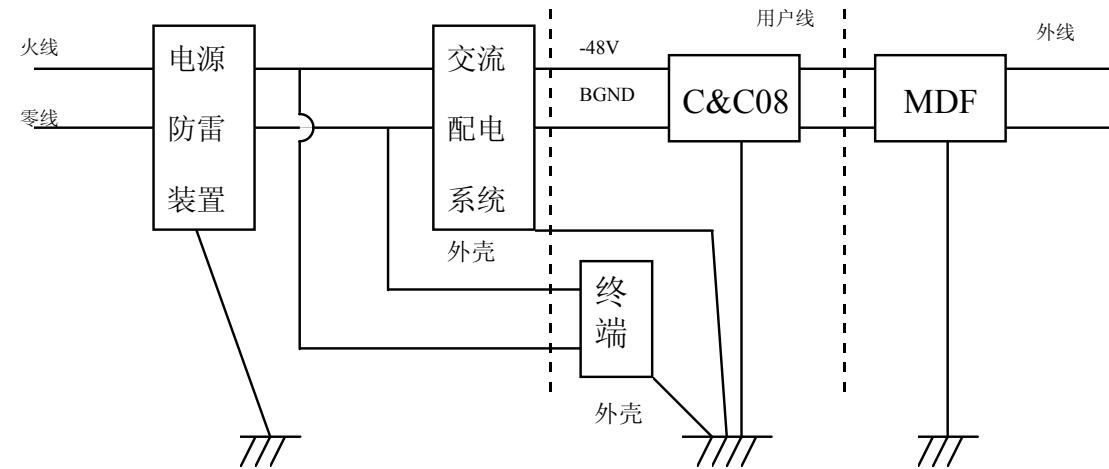 火线
零线
电源
防雷
装置
交流
配电
系统
外壳
-48V
BGND
终
端
外壳
C&C08
用户线
MDF
外线